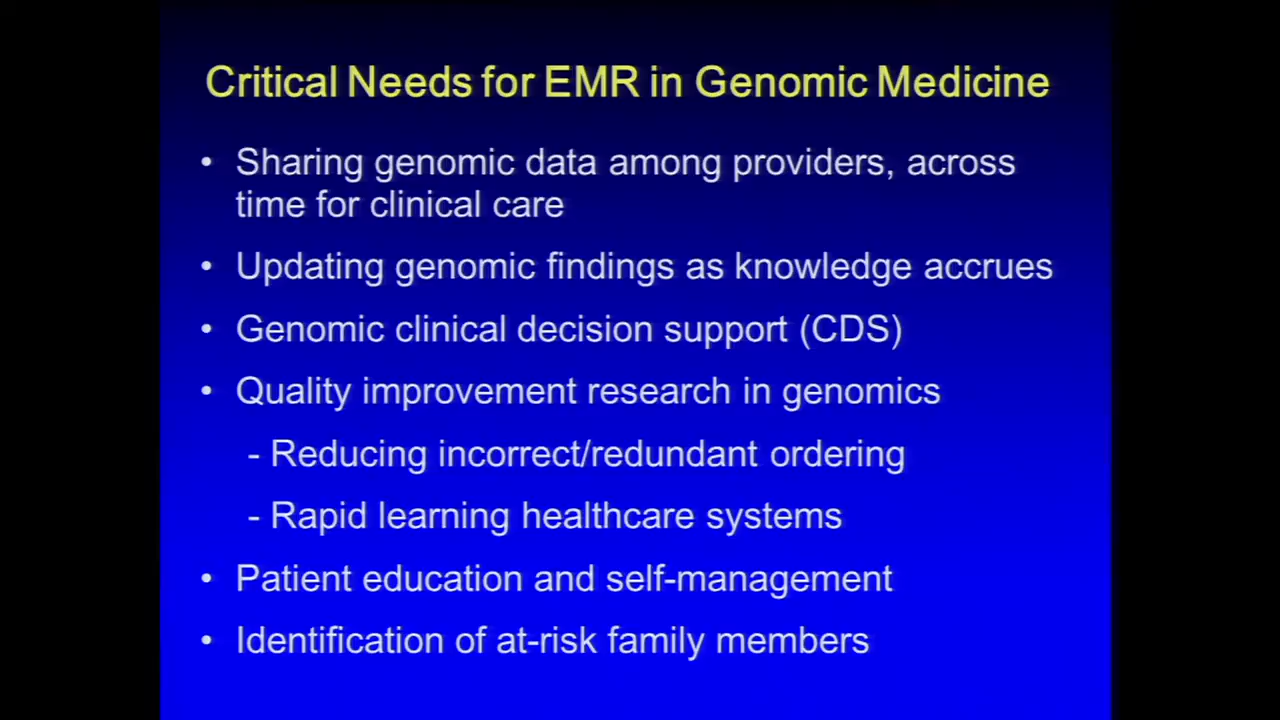 Critical Needs for EMR in Genomic Medicine
• Sharing genomic data among providers, across
time for clinical care
• Updating genomic findings as knowledge accrues
• Genomic clinical decision support (CDS)
• Quality improvement research in genomics
- Reducing incorrect/redundant ordering
- Rapid learning healthcare systems
• Patient education and self-management
• Identification of at-risk family members